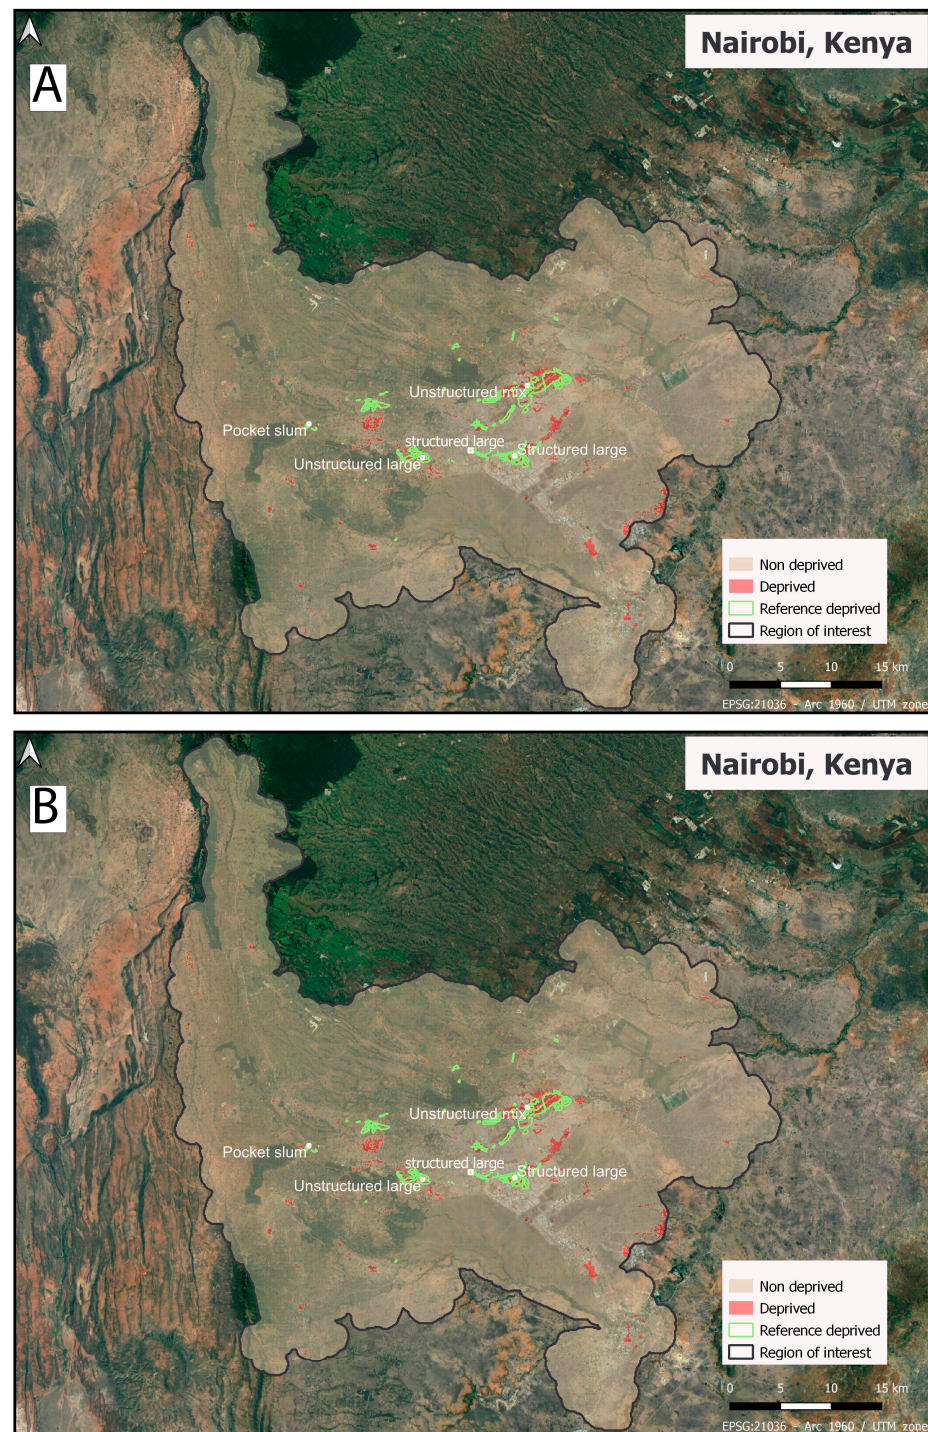 Nairobi, Kenya
A
Unstructured mix
Pocket slum
structured large
Structured large
Unstructured large
Non deprived
Deprived
Reference deprived
Region of interest
0 5 10 15 km
EPSG:21036 - Arc 1960 / UTM zone
Nairobi, Kenya
B
Unstructured mix
Pocket slum
structured large
Structured large
Unstructured large
Non deprived
Deprived
Reference deprived
Region of interest
0 5 10 15 km
EPSG:21036 - Arc 1960 / UTM zone